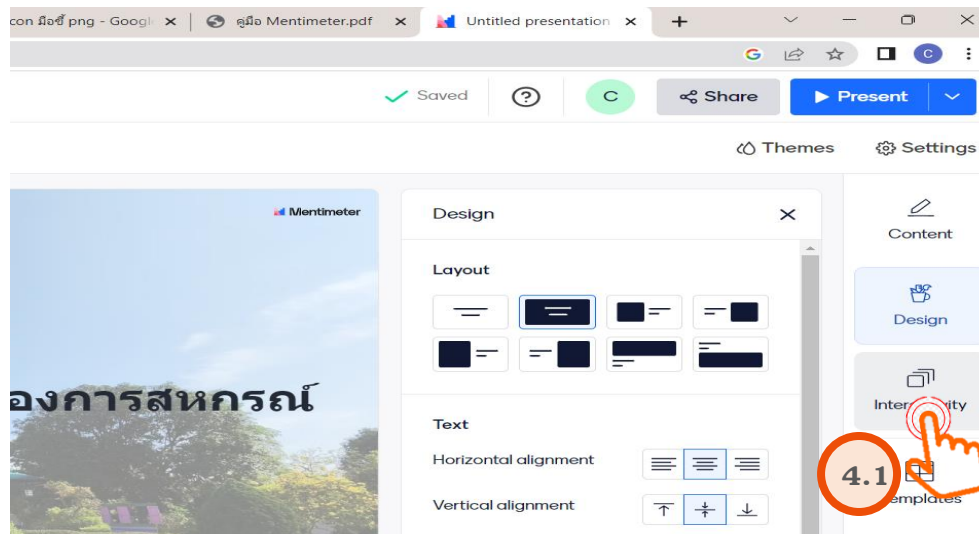 con มือชี้ png - Googl
คู่มือ Mentimeter.pdf
Untitled presentation
C
Saved
C
Share
Present
Themes
Settings
Mentimeter
Design
Content
Layout
Design
องการสหกรณ์
Interactivity
Text
Horizontal alignment
4.1
Templates
Vertical alignment